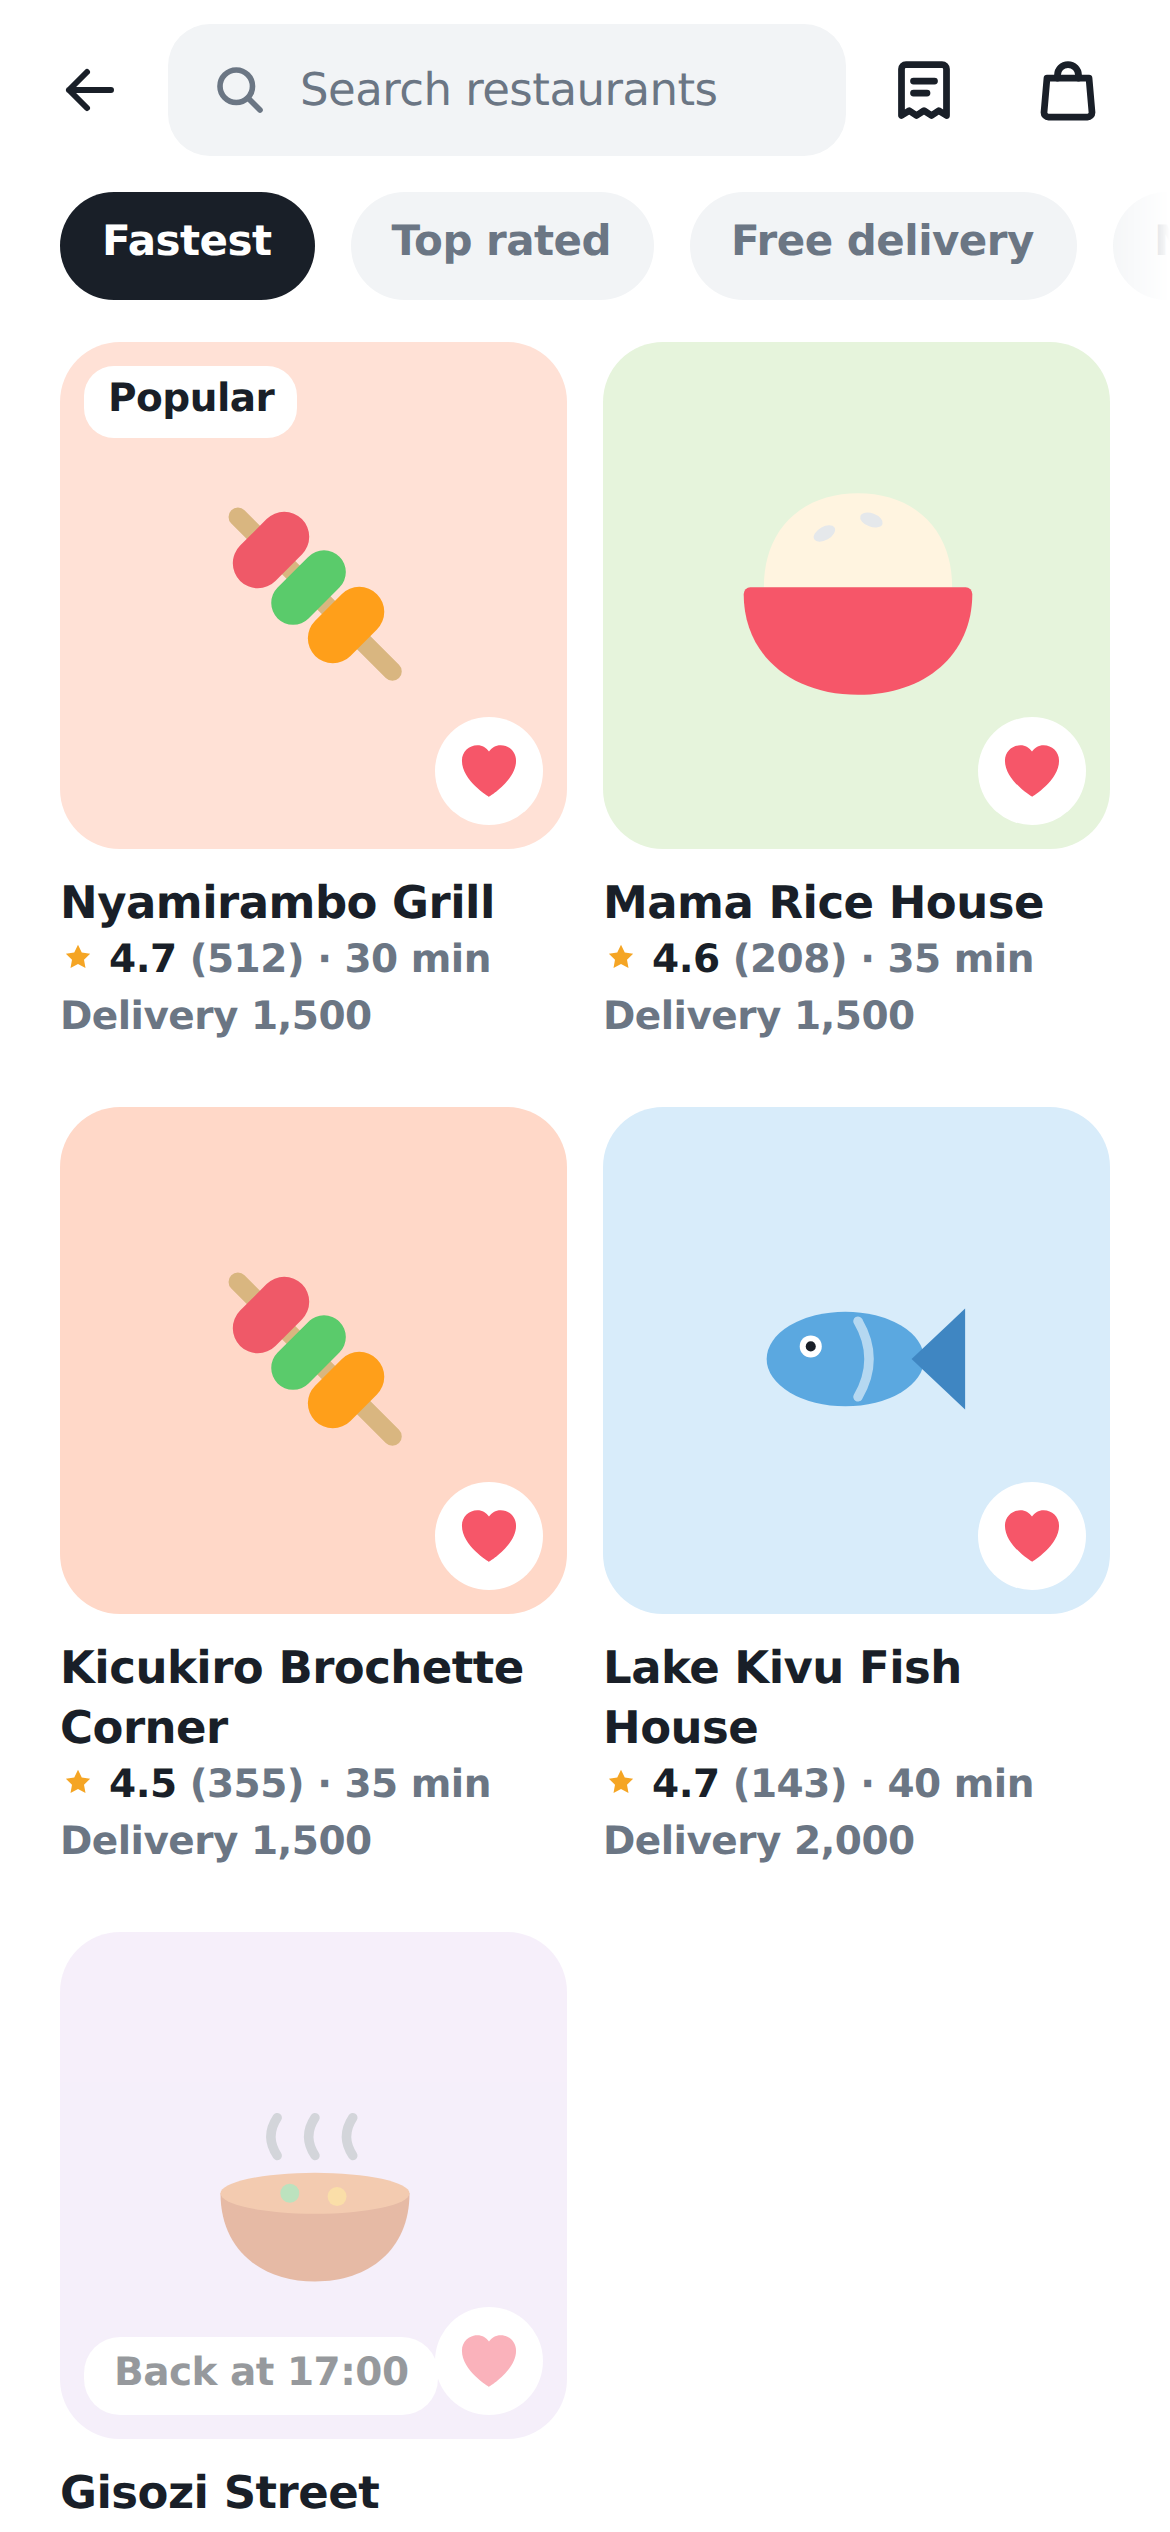 Search restaurants
Fastest
Top rated
Free delivery
Popular
Nyamirambo Grill
4.7 (512) · 30 min
Delivery 1,500
Mama Rice House
4.6 (208) · 35 min
Delivery 1,500
Kicukiro Brochette
Corner
4.5 (355) · 35 min
Delivery 1,500
Lake Kivu Fish
House
4.7 (143) · 40 min
Delivery 2,000
Back at 17:00
Gisozi Street